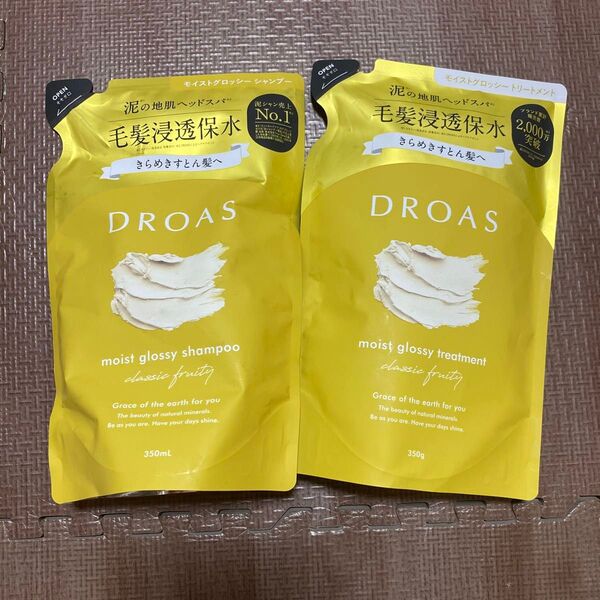 OPEN
モイストグロッシー シャンプー
泥の地肌ヘッドスパ
毛髪浸透保水
泥シャン売上
No.1
きらめきすとん髪へ
DROAS
moist glossy shampoo
classic fruity
Grace of the earth for you
The beauty of natural minerals.
Be as you are. Have your days shine.
350mL
OPEN
モイストグロッシー トリートメント
泥の地肌ヘッドスパ
毛髪浸透保水
2,000万
突破
きらめきすとん髪へ
DROAS
moist glossy treatment
classic fruity
Grace of the earth for you
The beauty of natural minerals.
Be as you are. Have your days shine.
350g